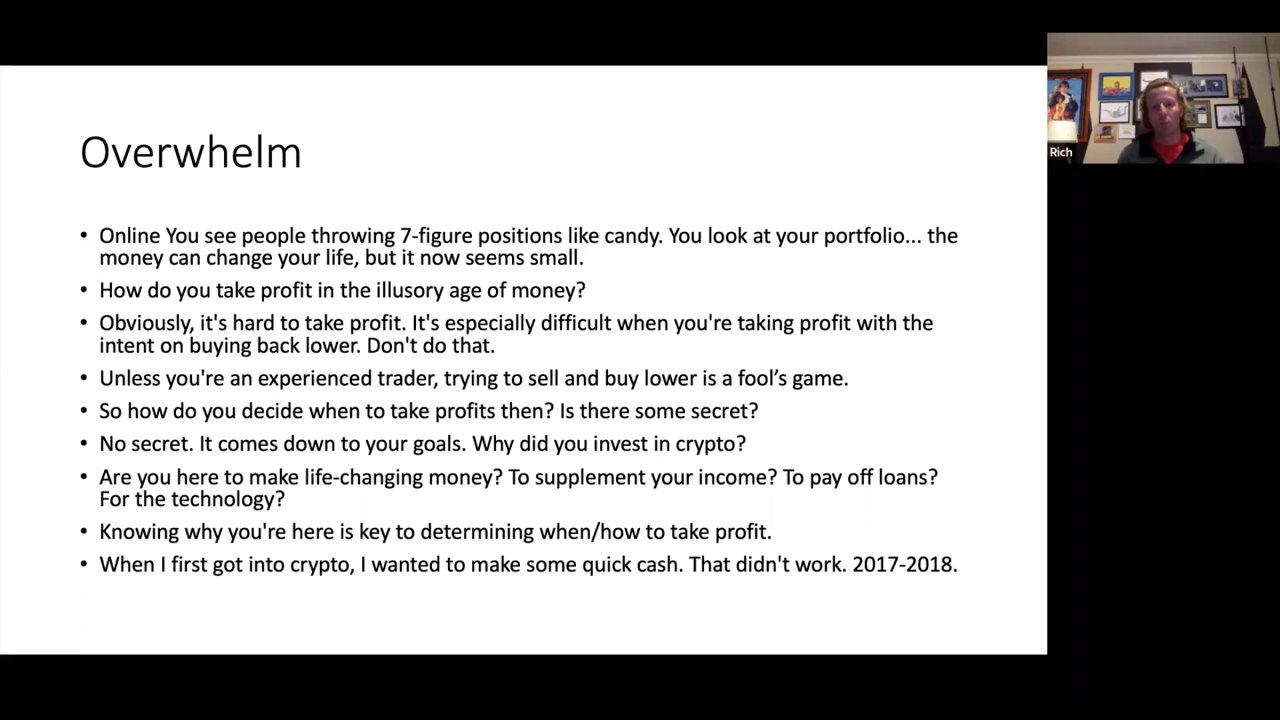 Overwhelm
• Online You see people throwing 7-figure positions like candy. You look at your portfolio... the
money can change your life, but it now seems small.
• How do you take profit in the illusory age of money?
• Obviously, it's hard to take profit. It's especially difficult when you're taking profit with the
intent on buying back lower. Don't do that.
• Unless you're an experienced trader, trying to sell and buy lower is a fool’s game.
• So how do you decide when to take profits then? Is there some secret?
• No secret. It comes down to your goals. Why did you invest in crypto?
• Are you here to make life-changing money? To supplement your income? To pay off loans?
For the technology?
• Knowing why you're here is key to determining when/how to take profit.
• When I first got into crypto, I wanted to make some quick cash. That didn't work. 2017-2018.
Rich